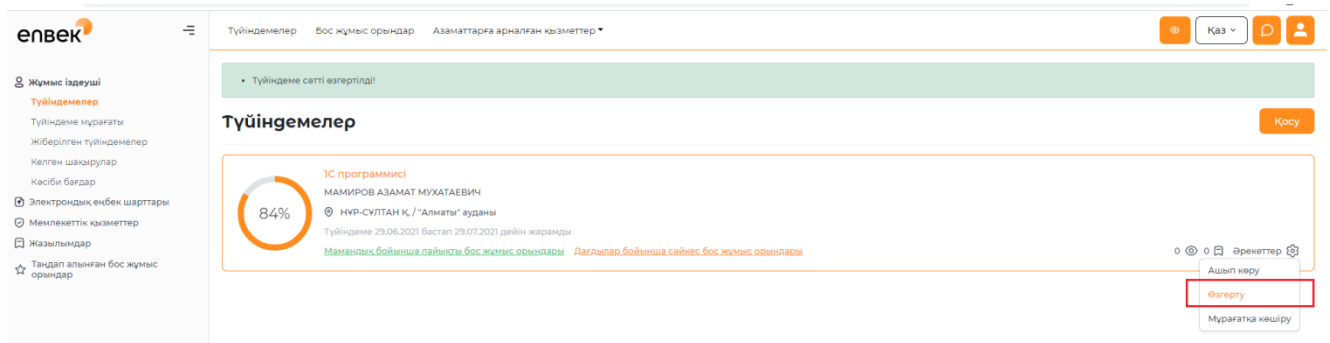 enbek
Түйіндемелер Бос жұмыс орындар Азаматтарға арналған қызметтер
Қаз
Жұмыс іздеуші
Түйіндемелер
Түйіндеме мұрағаты
Жіберілген түйіндемелер
Келген шақырулар
Кәсіби бағдар
Электрондық еңбек шарттары
Мемлекеттік қызметтер
Жазылымдар
Таңдап алынған бос жұмыс
орындар
• Түйіндеме сәтті өзгертілді!
Түйіндемелер
Қосу
84%
1С программисі
МАМИРОВ АЗАМАТ МУХАТАЕВИЧ
НҰР-СҰЛТАН Қ. / "Алматы" ауданы
Түйіндеме 29.06.2021 бастап 29.07.2021 дейін жарамды
Мамандық бойынша лайықты бос жұмыс орындары Дағдылар бойынша сәйкес бос жұмыс орындары
0 0 Әрекеттер
Ашып көру
Өзгерту
Мұрағатқа көшіру